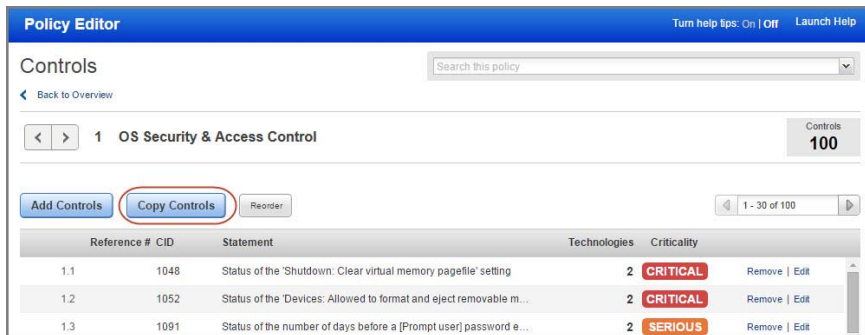 Policy Editor
Turn help tips: On | Off Launch Help
Controls
Search this policy
Back to Overview
1 OS Security & Access Control
Controls
100
Add Controls Copy Controls Reorder
1 - 30 of 100
Reference # CID Statement Technologies Criticality
1.1 1048 Status of the 'Shutdown: Clear virtual memory pagefile' setting 2 CRITICAL Remove | Edit
1.2 1052 Status of the 'Devices: Allowed to format and eject removable m... 2 CRITICAL Remove | Edit
1.3 1091 Status of the number of days before a [Prompt user] password e... 2 SERIOUS Remove | Edit